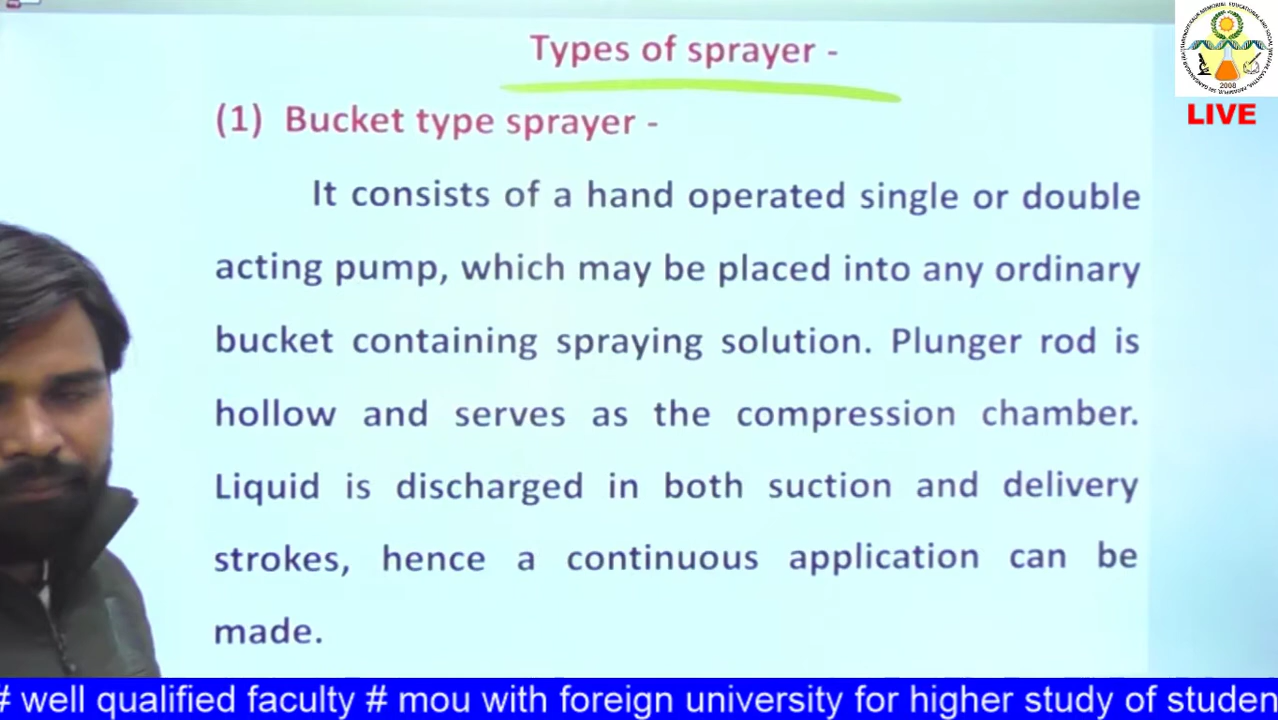 Types of sprayer -
(1) Bucket type sprayer -
It consists of a hand operated single or double
acting pump, which may be placed into any ordinary
bucket containing spraying solution. Plunger rod is
hollow and serves as the compression chamber.
Liquid is discharged in both suction and delivery
strokes, hence a continuous application can be
made.
2008
LIVE
# well qualified faculty # mou with foreign university for higher study of studen